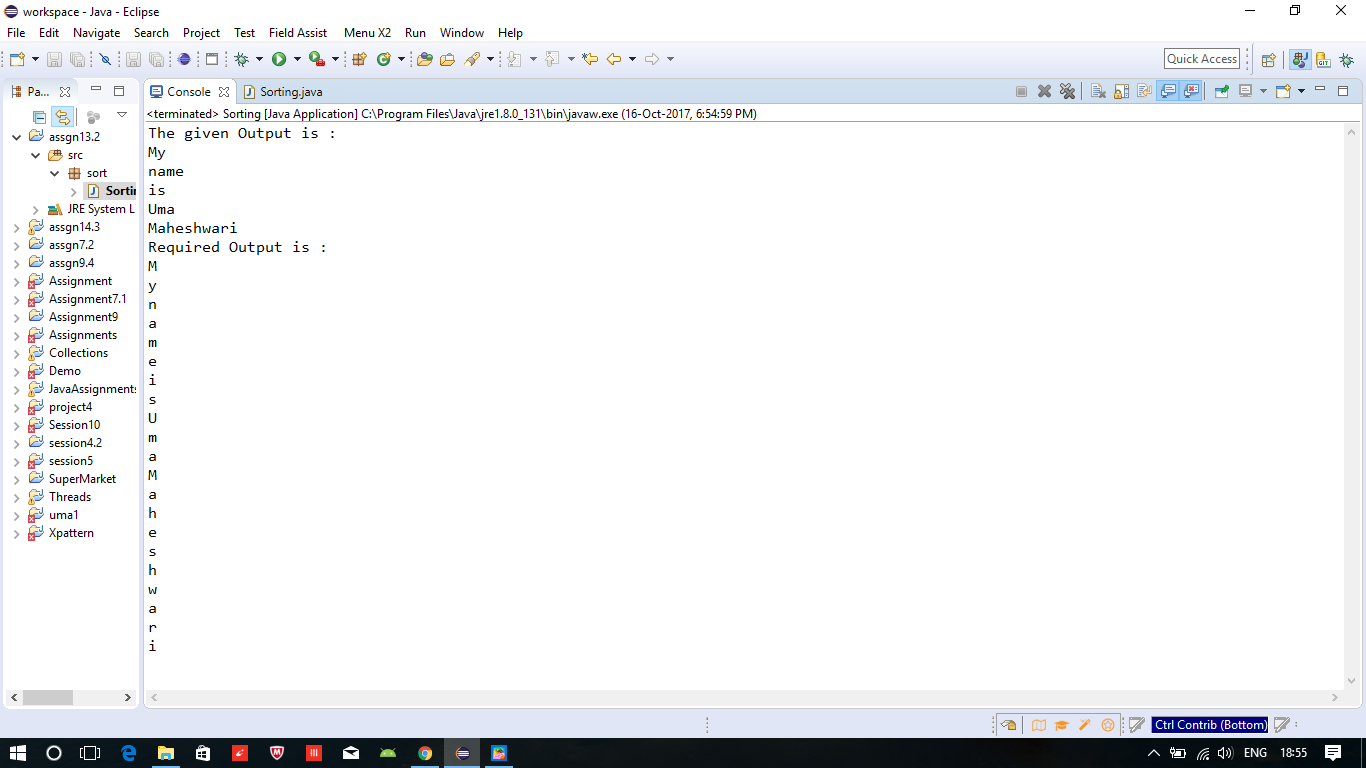 workspace - Java - Eclipse
File Edit Navigate Search Project Test Field Assist Menu X2 Run Window Help
Quick Access
Pa...
Console
Sorting.java
<terminated> Sorting [Java Application] C:\Program Files\Java\jre1.8.0_131\bin\javaw.exe (16-Oct-2017, 6:54:59 PM)
assgn13.2
src
sort
Sortin
JRE System L
assgn14.3
assgn7.2
assgn9.4
Assignment
Assignment7.1
Assignment9
Assignments
Collections
Demo
JavaAssignments
project4
Session10
session4.2
session5
SuperMarket
Threads
uma1
Xpattern
The given Output is :
My
name
is
Uma
Maheshwari
Required Output is :
M
y
n
a
m
e
i
s
U
m
a
M
a
h
e
s
h
w
a
r
i
Ctrl Contrib (Bottom)
ENG 18:55